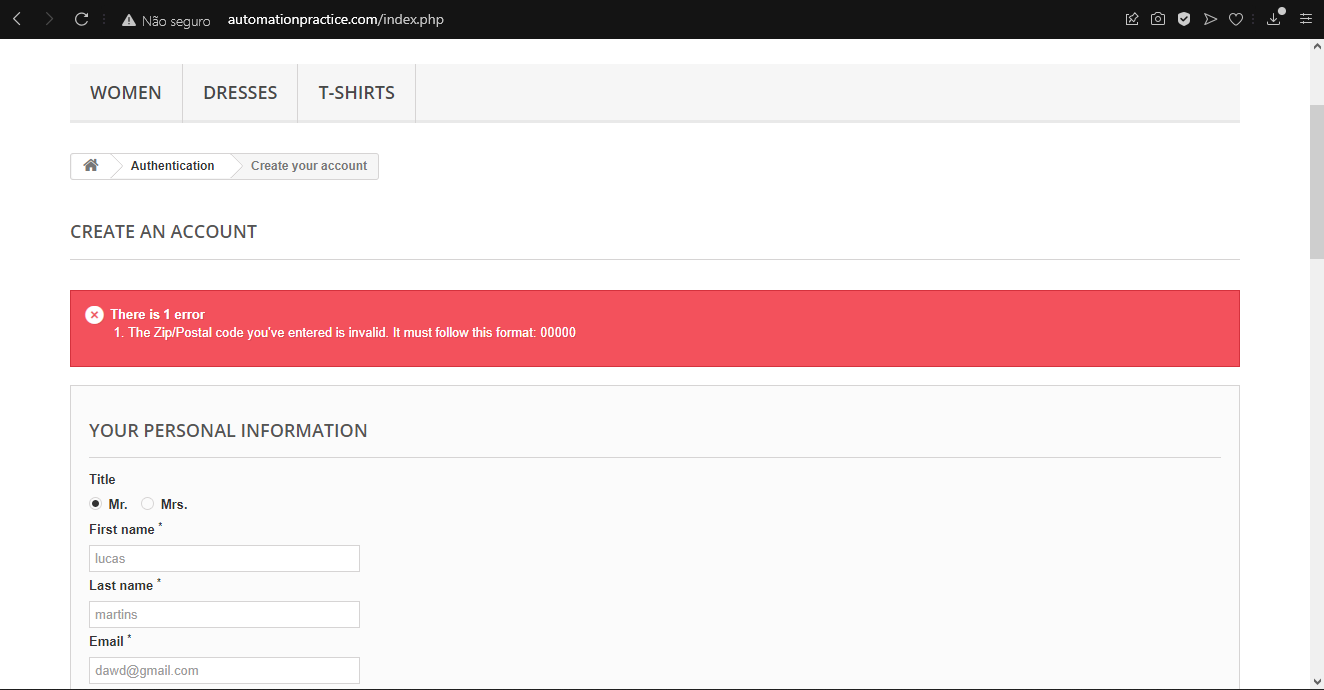 Não seguro automationpractice.com/index.php
WOMEN DRESSES T-SHIRTS
Authentication Create your account
CREATE AN ACCOUNT
There is 1 error
1. The Zip/Postal code you've entered is invalid. It must follow this format: 00000
YOUR PERSONAL INFORMATION
Title
Mr. Mrs.
First name *
lucas
Last name *
martins
Email *
dawd@gmail.com